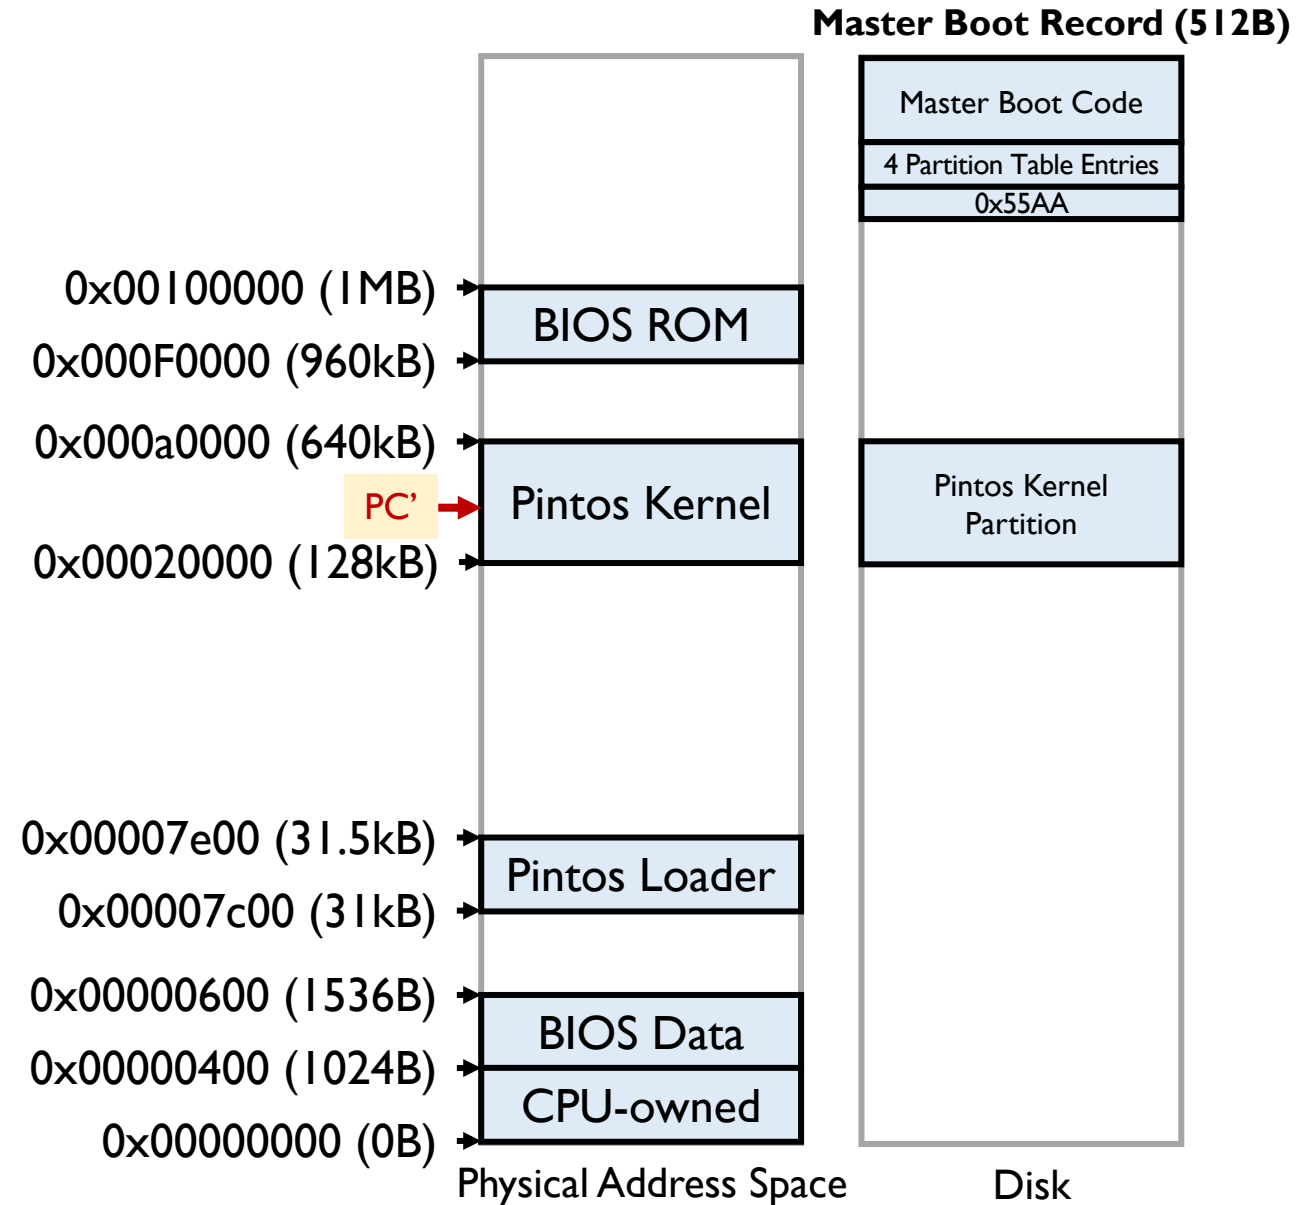 Master Boot Record (512B)
Master Boot Code
4 Partition Table Entries
0x55AA
0x00100000 (1MB)
BIOS ROM
0x000F0000 (960kB)
0x000a0000 (640kB)
PC’
Pintos Kernel
Pintos Kernel
Partition
0x00020000 (128kB)
0x00007e00 (31.5kB)
Pintos Loader
0x00007c00 (31kB)
0x00000600 (1536B)
BIOS Data
0x00000400 (1024B)
CPU-owned
0x00000000 (0B)
Physical Address Space
Disk